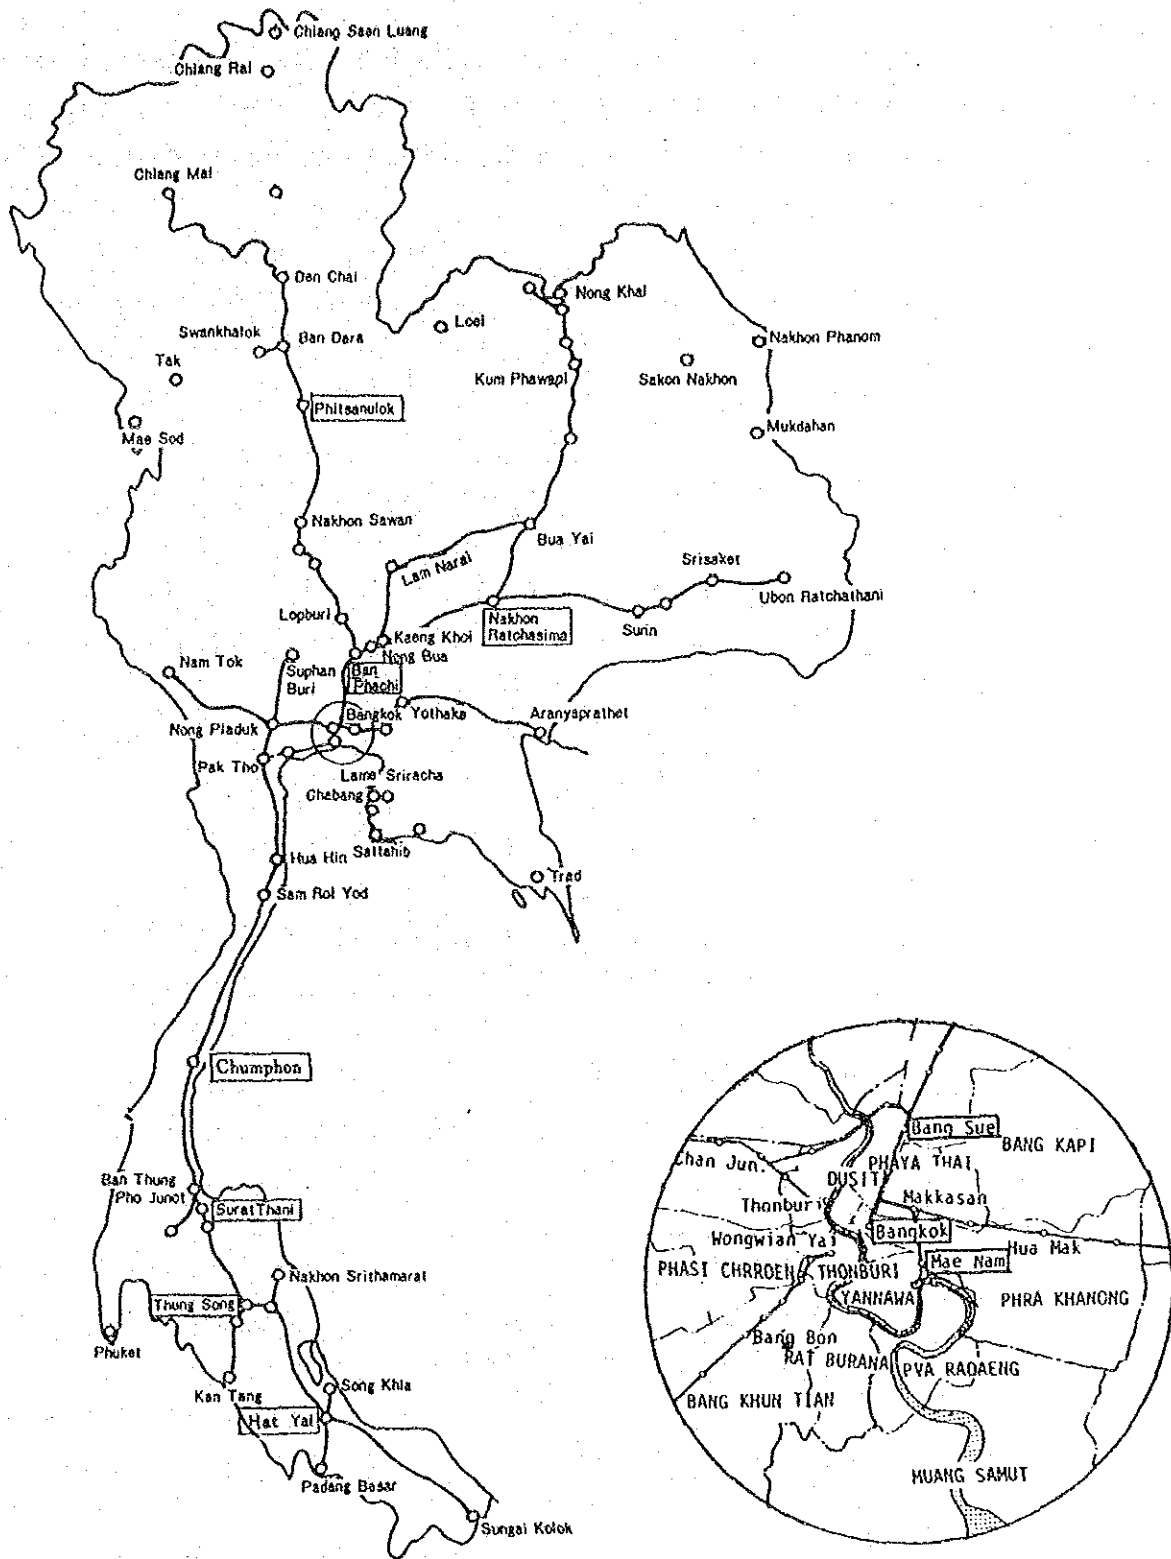 Chiang Saen Luang
Chiang Rai
Chiang Mai
Den Chai
Nong Khai
Swankhalok
Ban Dara
Loei
Nakhon Phanom
Tak
Kum Phawapi
Sakon Nakhon
Phitsanulok
Mae Sod
Mukdahan
Nakhon Sawan
Bua Yai
Lam Narai
Srisaket
Ubon Ratchathani
Lopburi
Nakhon
Ratchasima
Surin
Kaeng Khoi
Nong Bua
Nam Tok
Suphan
Buri
Ban
Phachi
Nong Pladuk
Bangkok
Yothaka
Aranyaprathet
Pak Tho
Lame Sriracha
Chabang
Sattahib
Hua Hin
Trad
Sam Roi Yod
Chumphon
Ban Thung
Pho Junot
Surat Thani
Nakhon Srithamarat
Thung Song
Phuket
Kan Tang
Song Khla
Hat Yai
Padang Basar
Sungai Kolok
Bang Sue
BANG KAPI
Chan Jun.
PHAYA THAI
DUSIT
Thonburi
Makkasan
Wongwian Yai
Bangkok
Hua Mak
PHASI CHRROEN
THONBURI
Mae Nam
YANNAWA
PHRA KHANONG
Bang Bon
RAT BURANA
PVA RADAENG
BANG KHUN TIAN
MUANG SAMUT